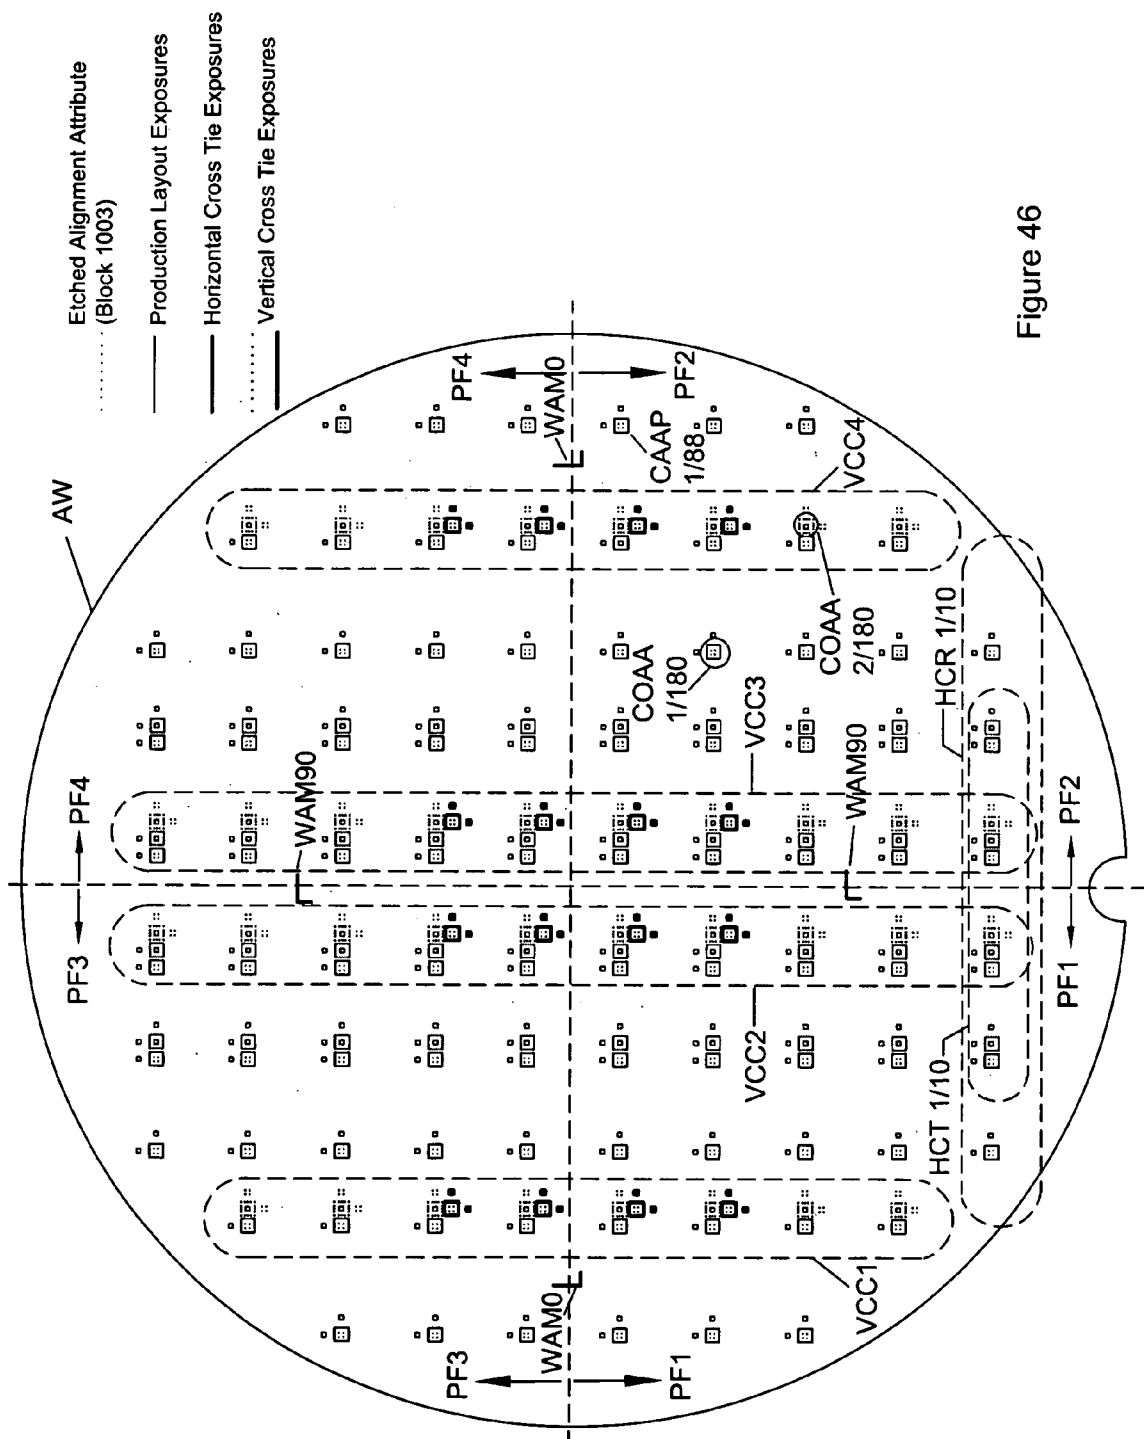 Etched Alignment Attribute
(Block 1003)
Production Layout Exposures
Horizontal Cross Tie Exposures
Vertical Cross Tie Exposures
AW
PF4
WAM0
PF2
CAAP
1/88
VCC4
COAA
1/180
COAA
2/180
HCR 1/10
VCC3
PF4
WAM90
WAM90
PF2
PF3
PF1
VCC2
HCT 1/10
VCC1
WAM0
PF3
PF1
Figure 46